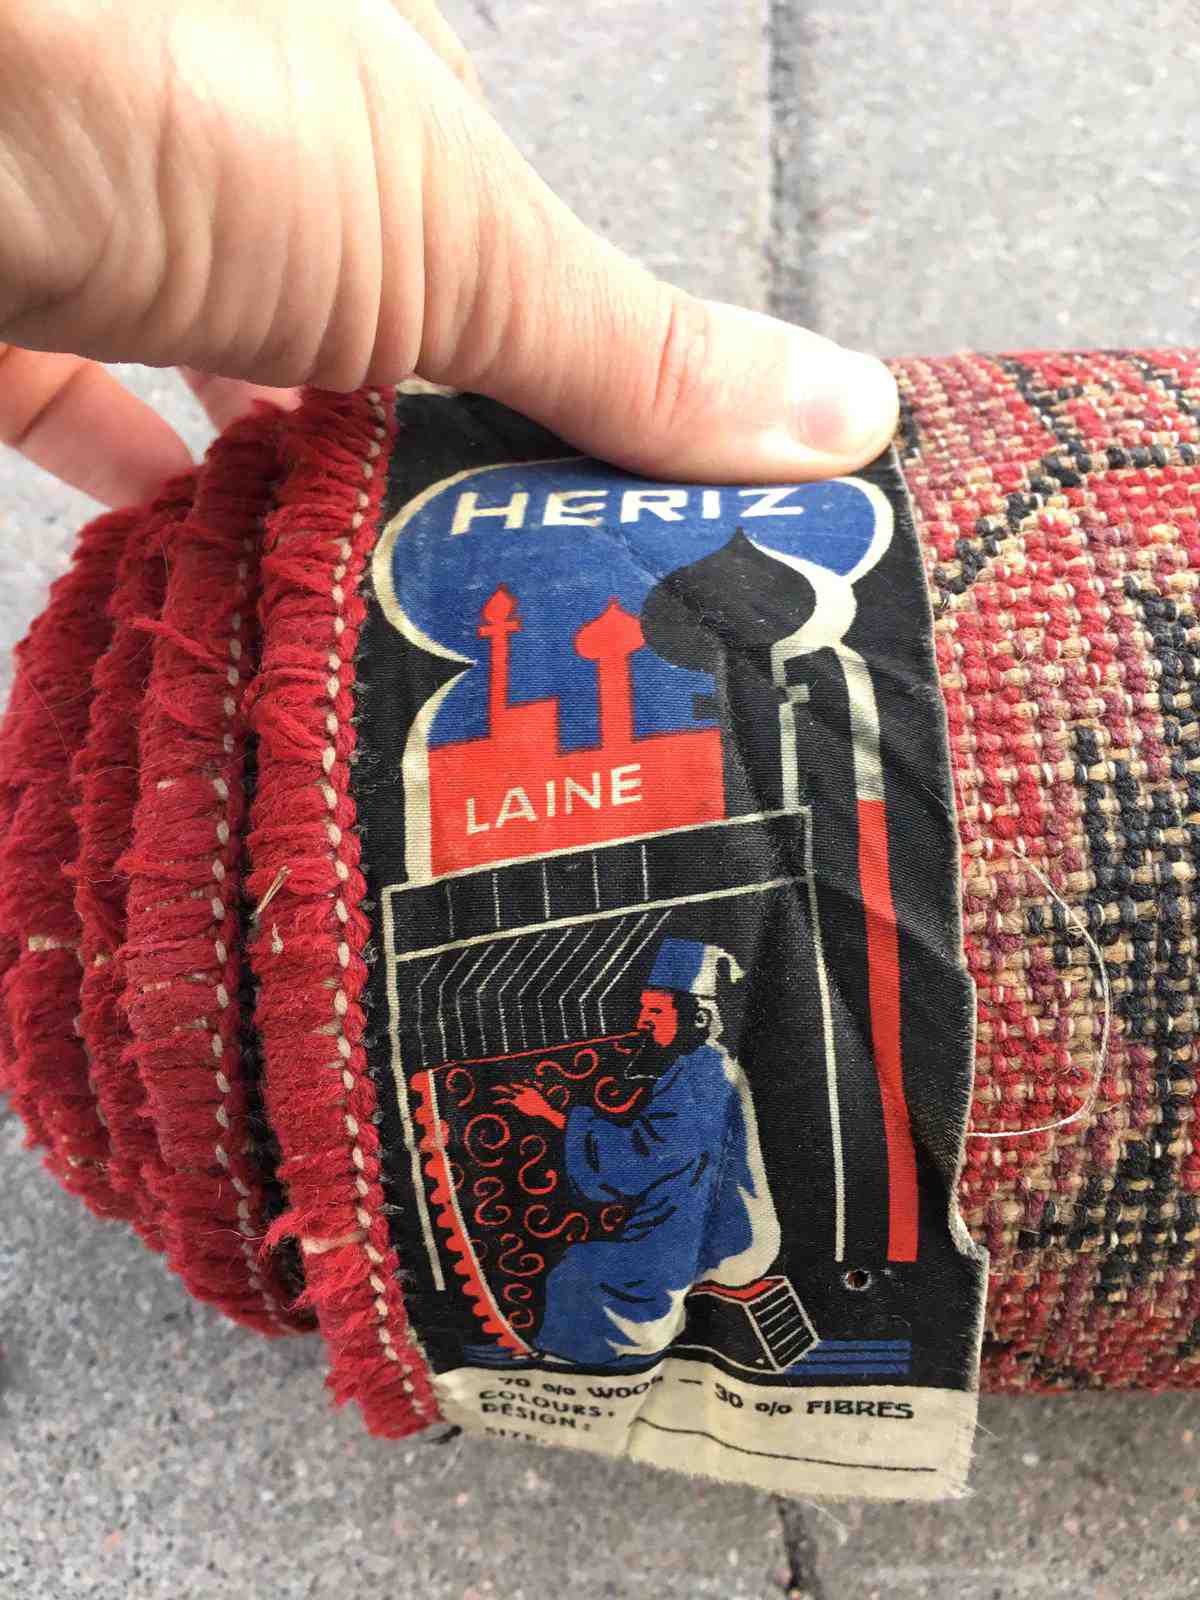 HERIZ
LAINE
70 o/o WOOL — 30 o/o FIBRES
COLOURS.
DESIGN: